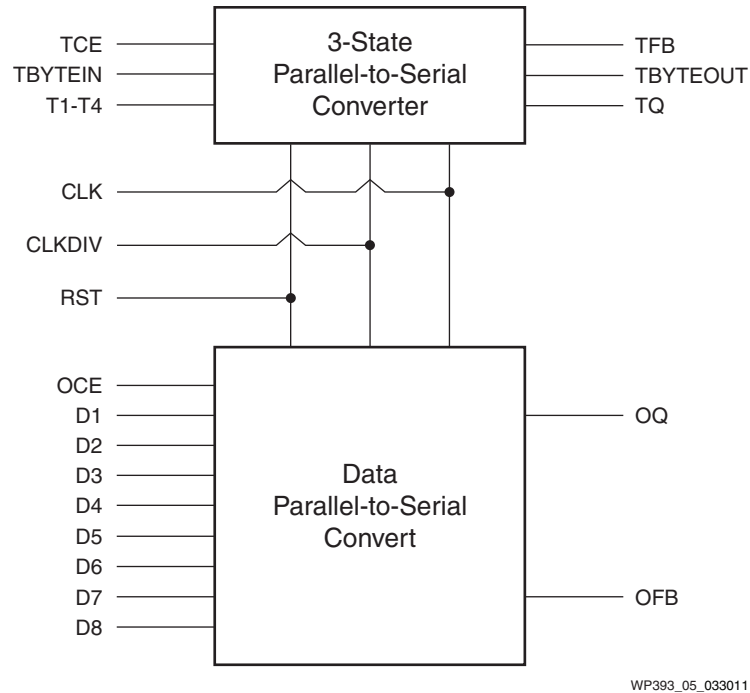 TCE
TBYTEIN
T1-T4
3-State
Parallel-to-Serial
Converter
TFB
TBYTEOUT
TQ
CLK
CLKDIV
RST
OCE
D1
D2
D3
D4
D5
D6
D7
D8
Data
Parallel-to-Serial
Convert
OQ
OFB
WP393_05_033011